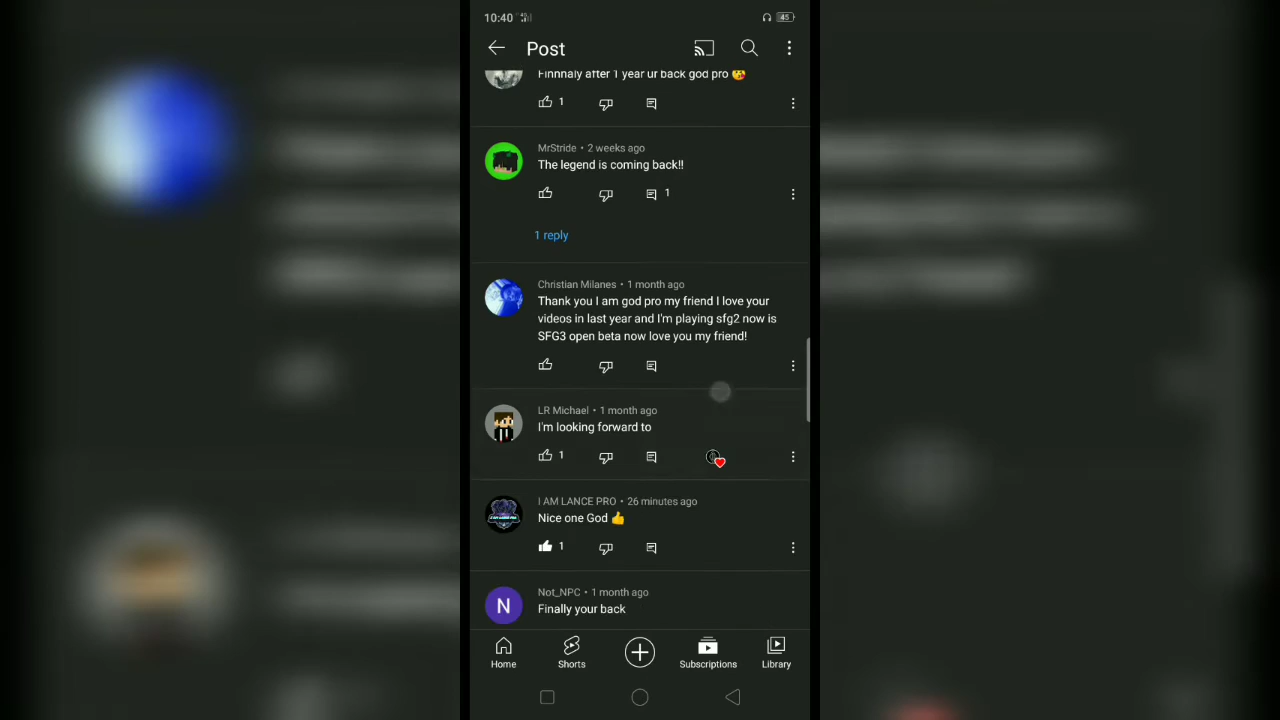 10:40
45
Post
Finnnaly after 1 year ur back god pro 😘
1
MrStride • 2 weeks ago
The legend is coming back!!
1
1 reply
Christian Milanes • 1 month ago
Thank you I am god pro my friend I love your
videos in last year and I'm playing sfg2 now is
SFG3 open beta now love you my friend!
LR Michael • 1 month ago
I'm looking forward to
1
I AM LANCE PRO • 26 minutes ago
Nice one God 👍
1
N
Not_NPC • 1 month ago
Finally your back
Home
Shorts
Subscriptions
Library